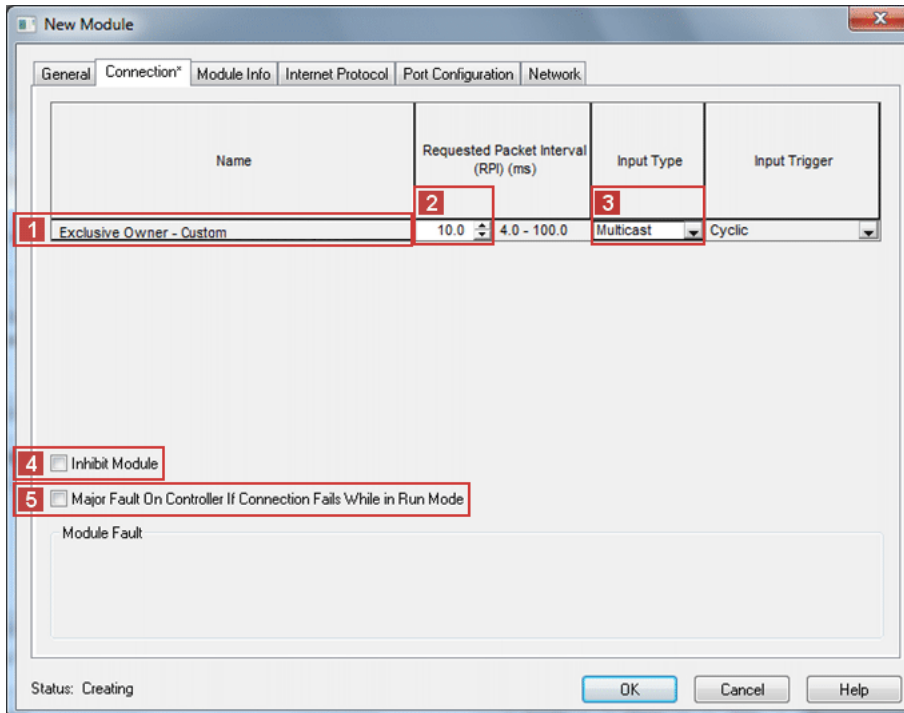 New Module
General Connection* Module Info Internet Protocol Port Configuration Network
Name
Requested Packet Interval
(RPI) (ms)
Input Type
Input Trigger
2
3
1 Exclusive Owner - Custom 10.0 4.0 - 100.0 Multicast Cyclic
4 Inhibit Module
5 Major Fault On Controller If Connection Fails While in Run Mode
Module Fault
Status: Creating
OK Cancel Help